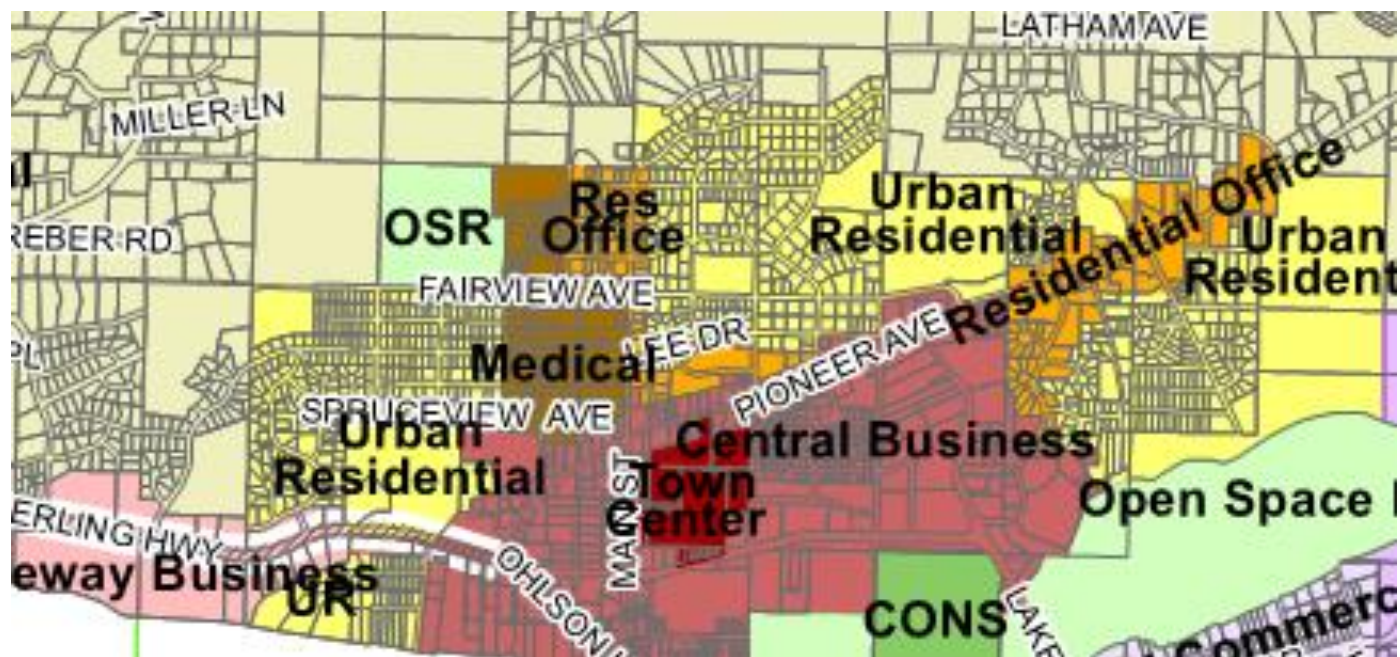 LATHAM AVE
MILLER LN
REBER RD
OSR
Res
Office
Urban
Residential
Residential Office
Urban
Resident
FAIRVIEW AVE
LEE DR
PIONEER AVE
PL
Medical
SPRUCEVIEW AVE
Urban
Residential
MAIN ST
Central Business
Town
Center
Open Space
ERLING HWY
eway Business
UR
OHLSON
CONS
LAKE
Commerc